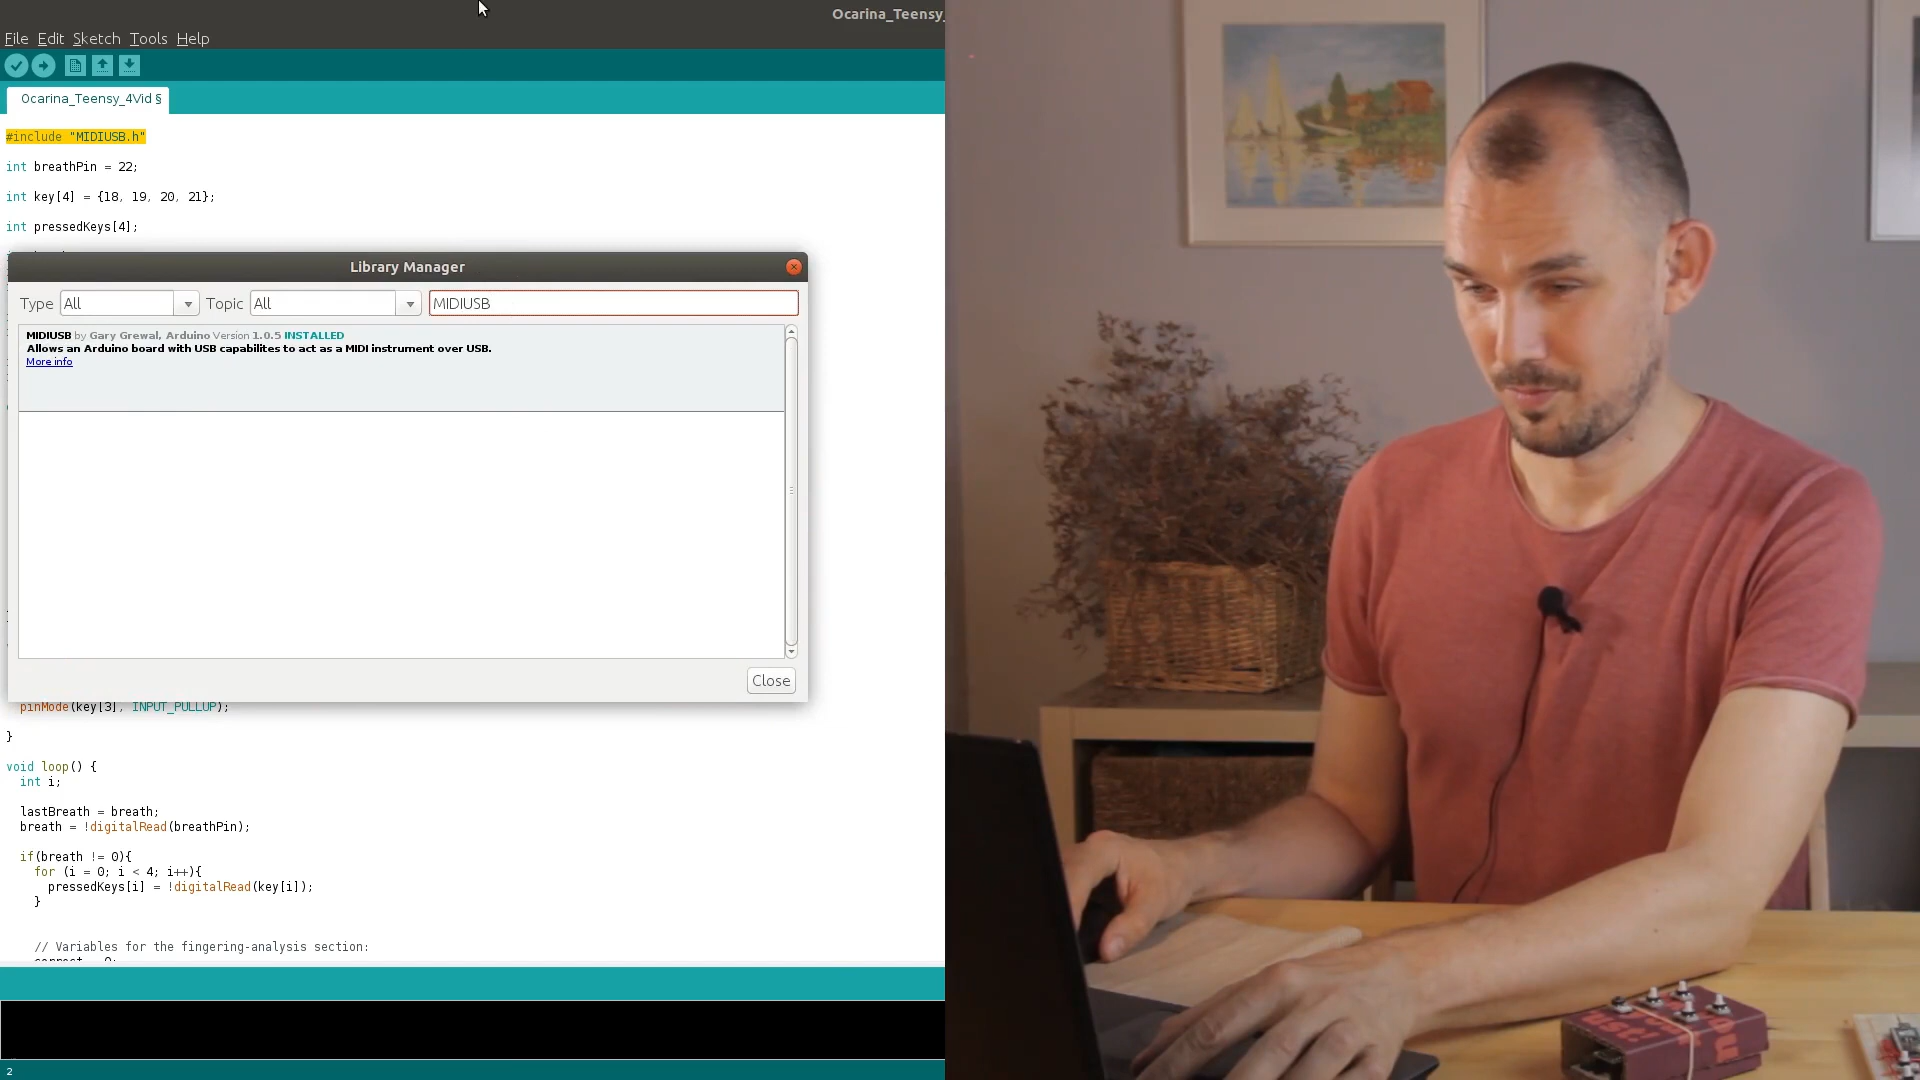 Ocarina_Teensy_
File Edit Sketch Tools Help
Ocarina_Teensy_4Vid §
#include "MIDIUSB.h"
int breathPin = 22;
int key[4] = {18, 19, 20, 21};
int pressedKeys[4];
Library Manager
Type All Topic All MIDIUSB
MIDIUSB by Gary Grewal, Arduino Version 1.0.5 INSTALLED
Allows an Arduino board with USB capabilites to act as a MIDI instrument over USB.
More info
Close
pinMode(key[3], INPUT_PULLUP);
}
void loop() {
int i;
lastBreath = breath;
breath = !digitalRead(breathPin);
if(breath != 0){
for (i = 0; i < 4; i++){
pressedKeys[i] = !digitalRead(key[i]);
}
// Variables for the fingering-analysis section:
2